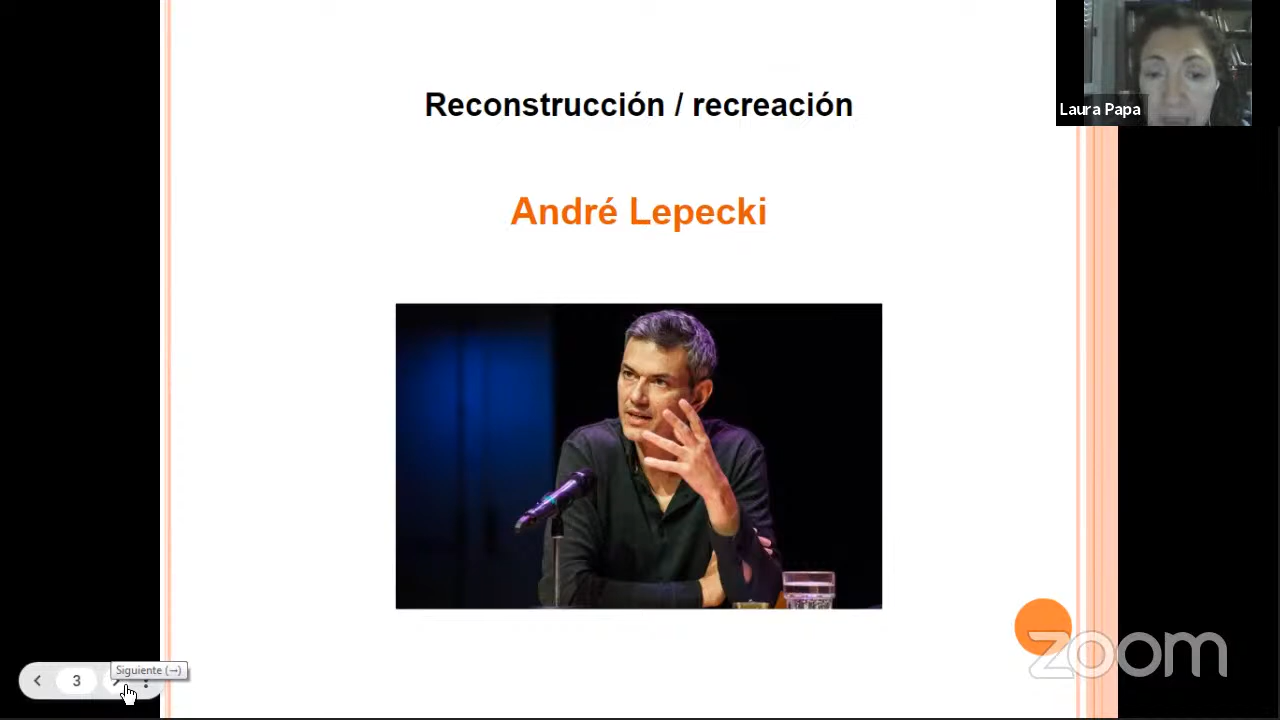 Reconstrucción / recreación
Laura Papa
André Lepecki
Siguiente (→)
3
zoom